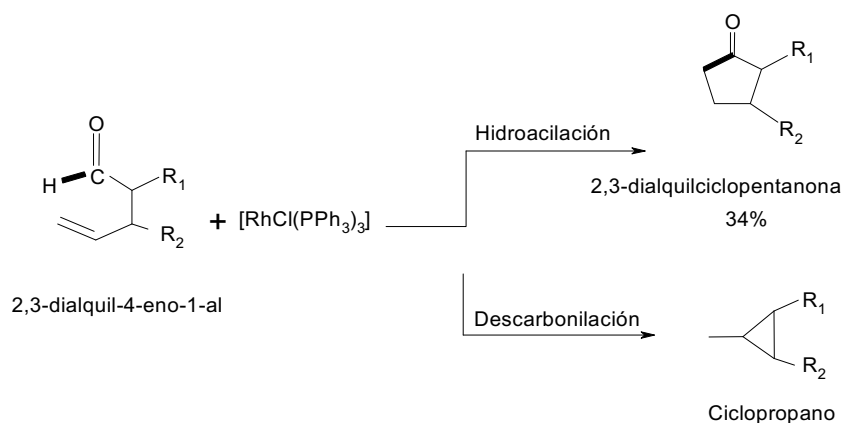 O
R₁
R₂
Hidroacilación
2,3-dialquilciclopentanona
34%
O
H
C
R₁
R₂
+ [RhCl(PPh₃)₃]
2,3-dialquil-4-eno-1-al
Descarbonilación
R₁
R₂
Ciclopropano